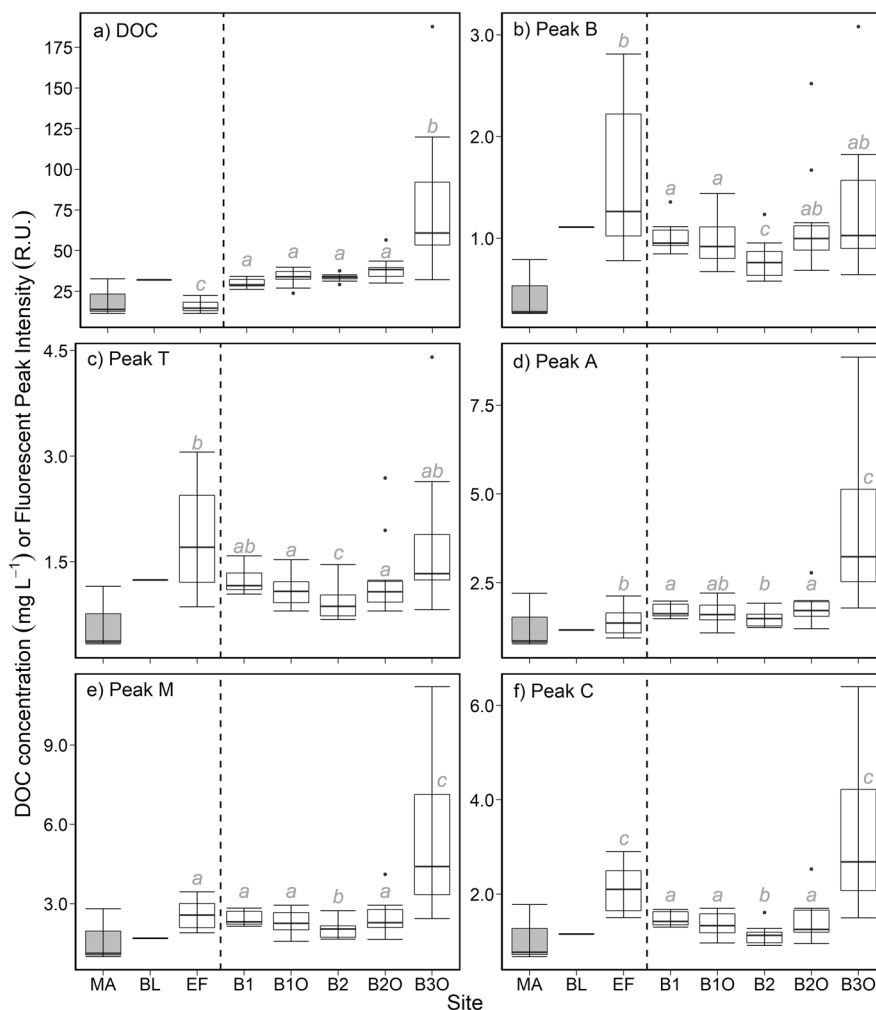 DOC concentration (mg L⁻¹) or Fluorescent Peak Intensity (R.U.)
a) DOC
175
150
125
100
75
50
25
c
a
a
a
a
b
b) Peak B
3.0
2.0
1.0
b
a
a
c
ab
ab
c) Peak T
4.5
3.0
1.5
b
ab
a
c
a
ab
d) Peak A
7.5
5.0
2.5
b
a
ab
b
a
c
e) Peak M
9.0
3.0
a
a
a
b
a
c
f) Peak C
6.0
4.0
2.0
c
a
a
b
a
c
MA BL EF B1 B1O B2 B2O B3O
MA BL EF B1 B1O B2 B2O B3O
Site